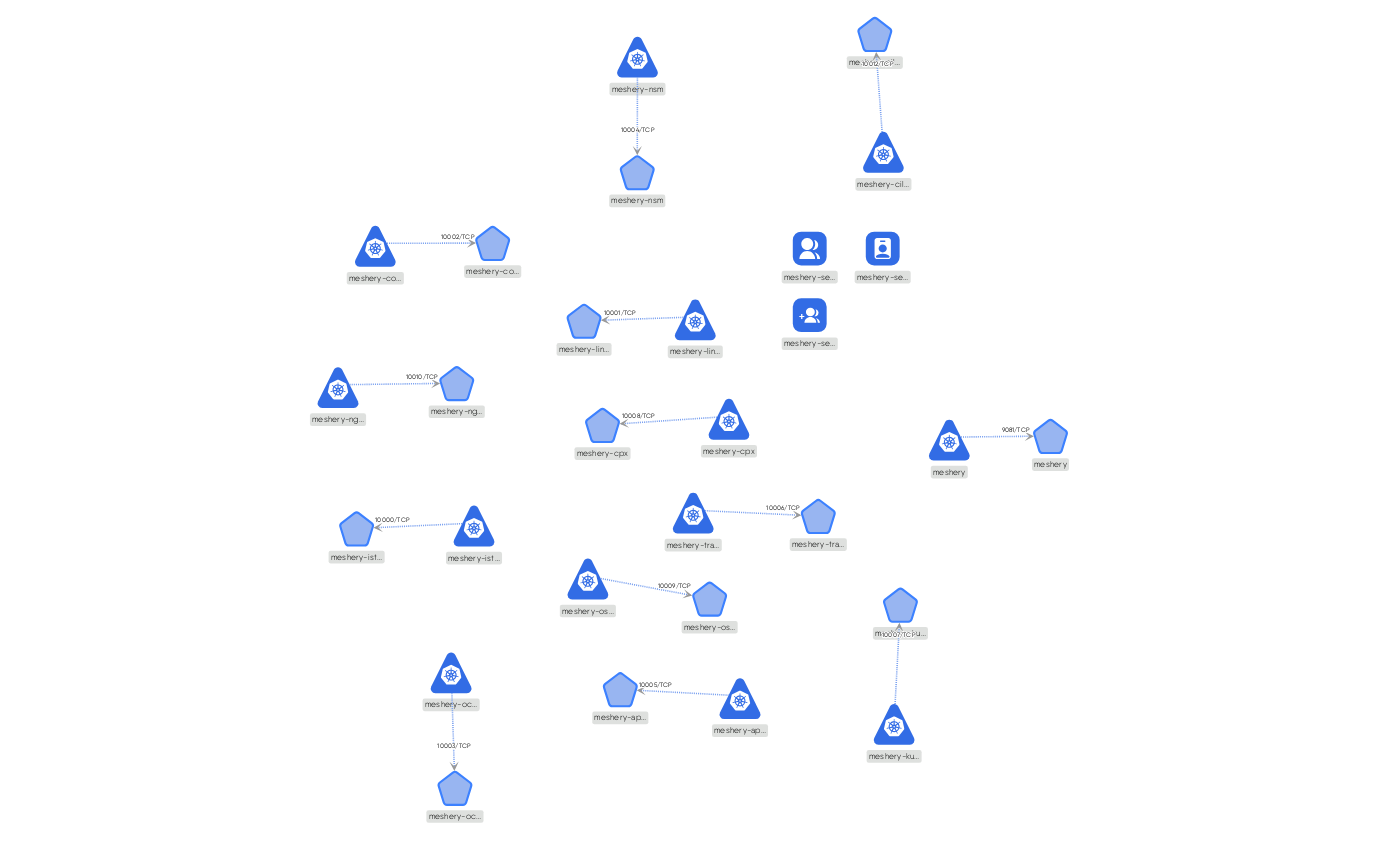 meshery-nsm
10004/TCP
meshery-nsm
10012/TCP
meshery-cil...
10002/TCP
meshery-co...
meshery-co...
meshery-se...
meshery-se...
meshery-se...
10001/TCP
meshery-lin...
meshery-lin...
10010/TCP
meshery-ng...
meshery-ng...
10008/TCP
meshery-cpx
meshery-cpx
9081/TCP
meshery
meshery
10000/TCP
meshery-ist...
meshery-ist...
10006/TCP
meshery-tra...
meshery-tra...
10009/TCP
meshery-os...
meshery-os...
10007/TCP
meshery-ku...
meshery-oc...
10003/TCP
meshery-oc...
10005/TCP
meshery-ap...
meshery-ap...